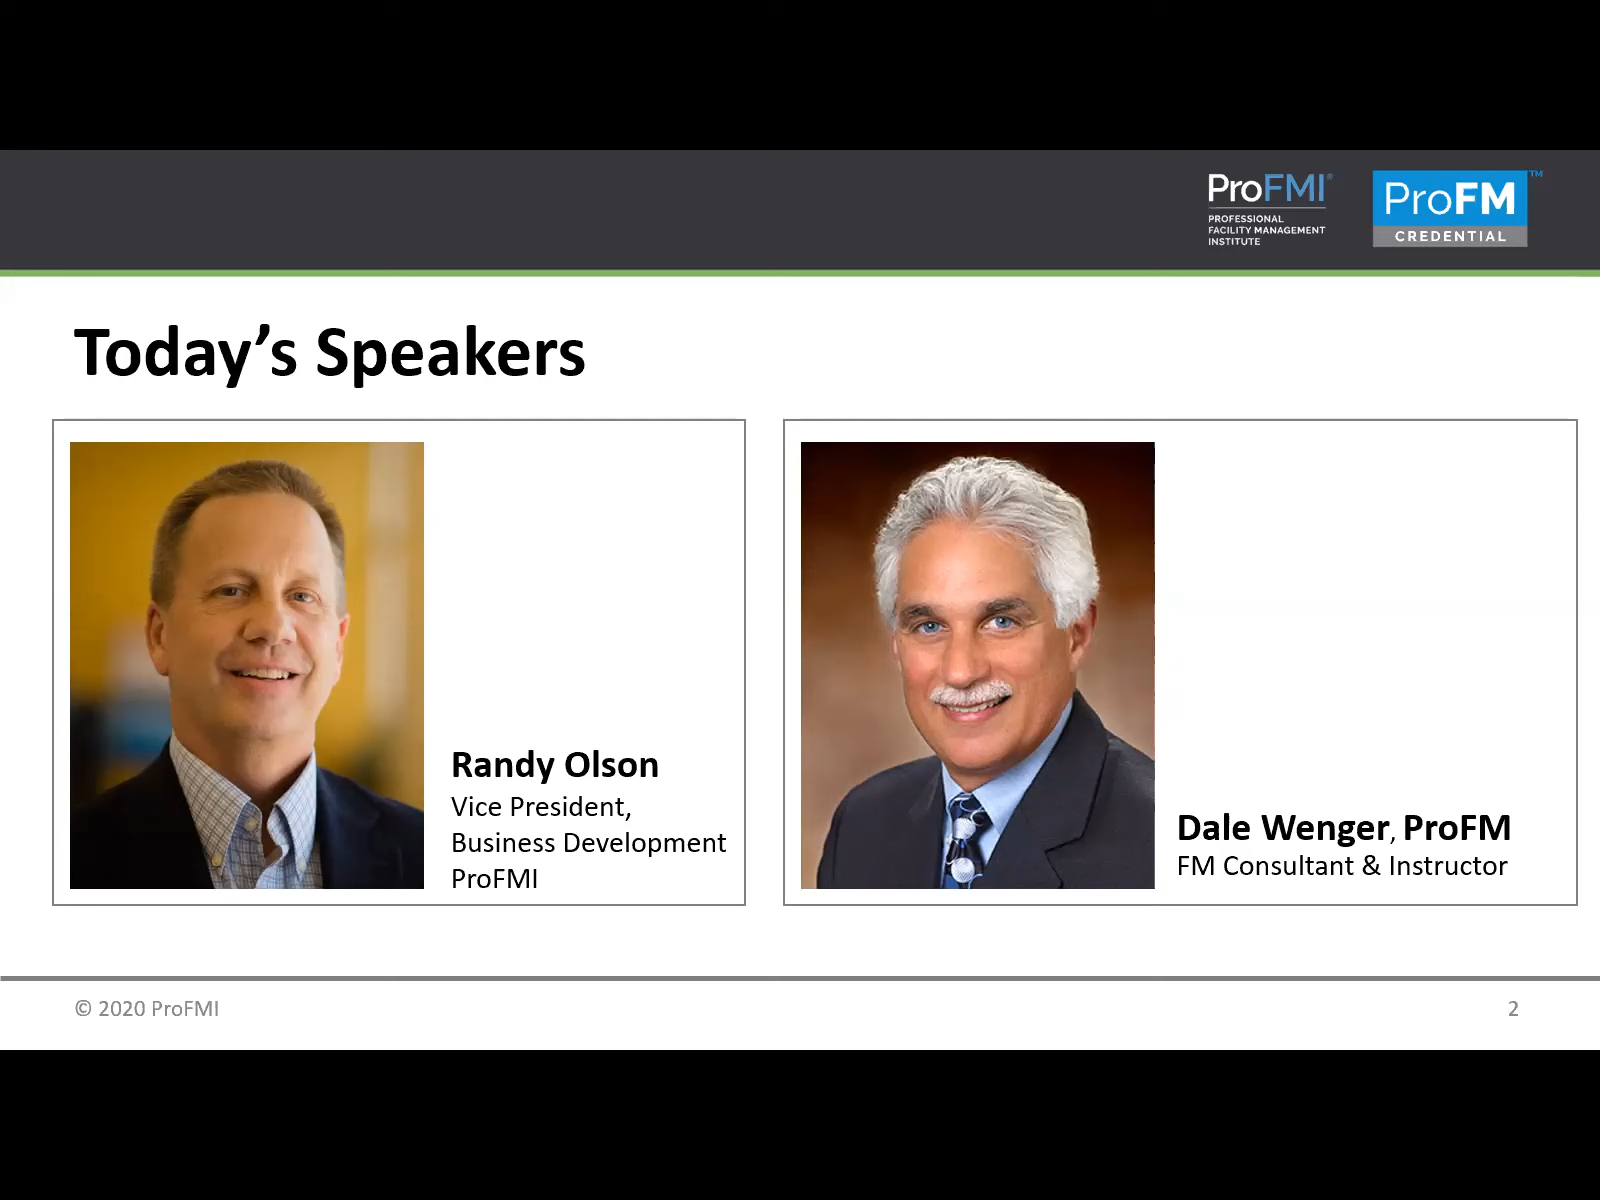 ProFMI®
PROFESSIONAL
FACILITY MANAGEMENT
INSTITUTE
ProFM™
CREDENTIAL
Today’s Speakers
Randy Olson
Vice President,
Business Development
ProFMI
Dale Wenger, ProFM
FM Consultant & Instructor
© 2020 ProFMI
2